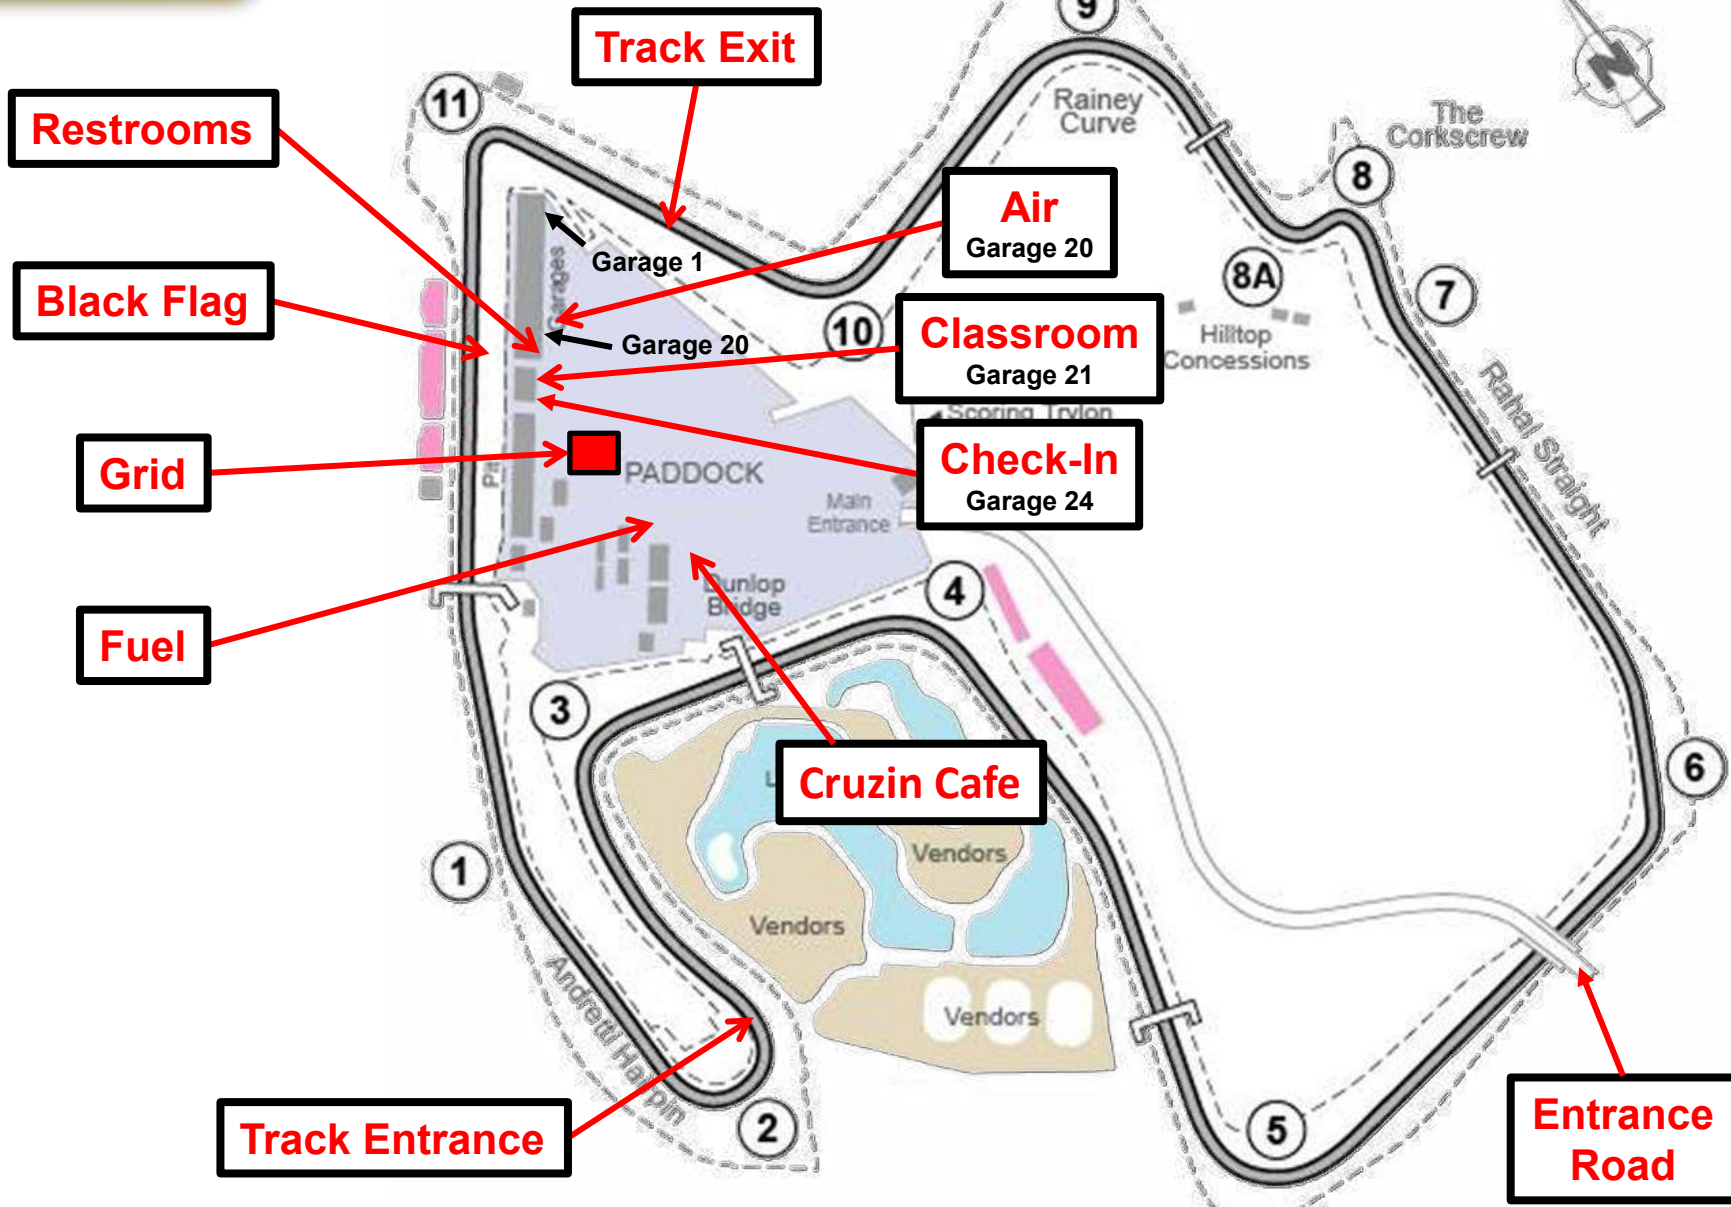 9
Track Exit
N
Rainey
Curve
The
Corkscrew
11
Restrooms
8
Air
Garage 20
Garage 1
Garages
8A
7
Black Flag
10
Classroom
Garage 21
Garage 20
Hilltop
Concessions
Scoring Trylon
Rahal Straight
Check-In
Garage 24
Grid
PADDOCK
Main
Entrance
Dunlop
Bridge
4
Fuel
3
6
Cruzin Cafe
Vendors
1
Vendors
Andretti Hairpin
Vendors
2
5
Track Entrance
Entrance
Road